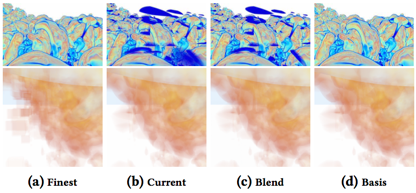 (a) Finest
(b) Current
(c) Blend
(d) Basis